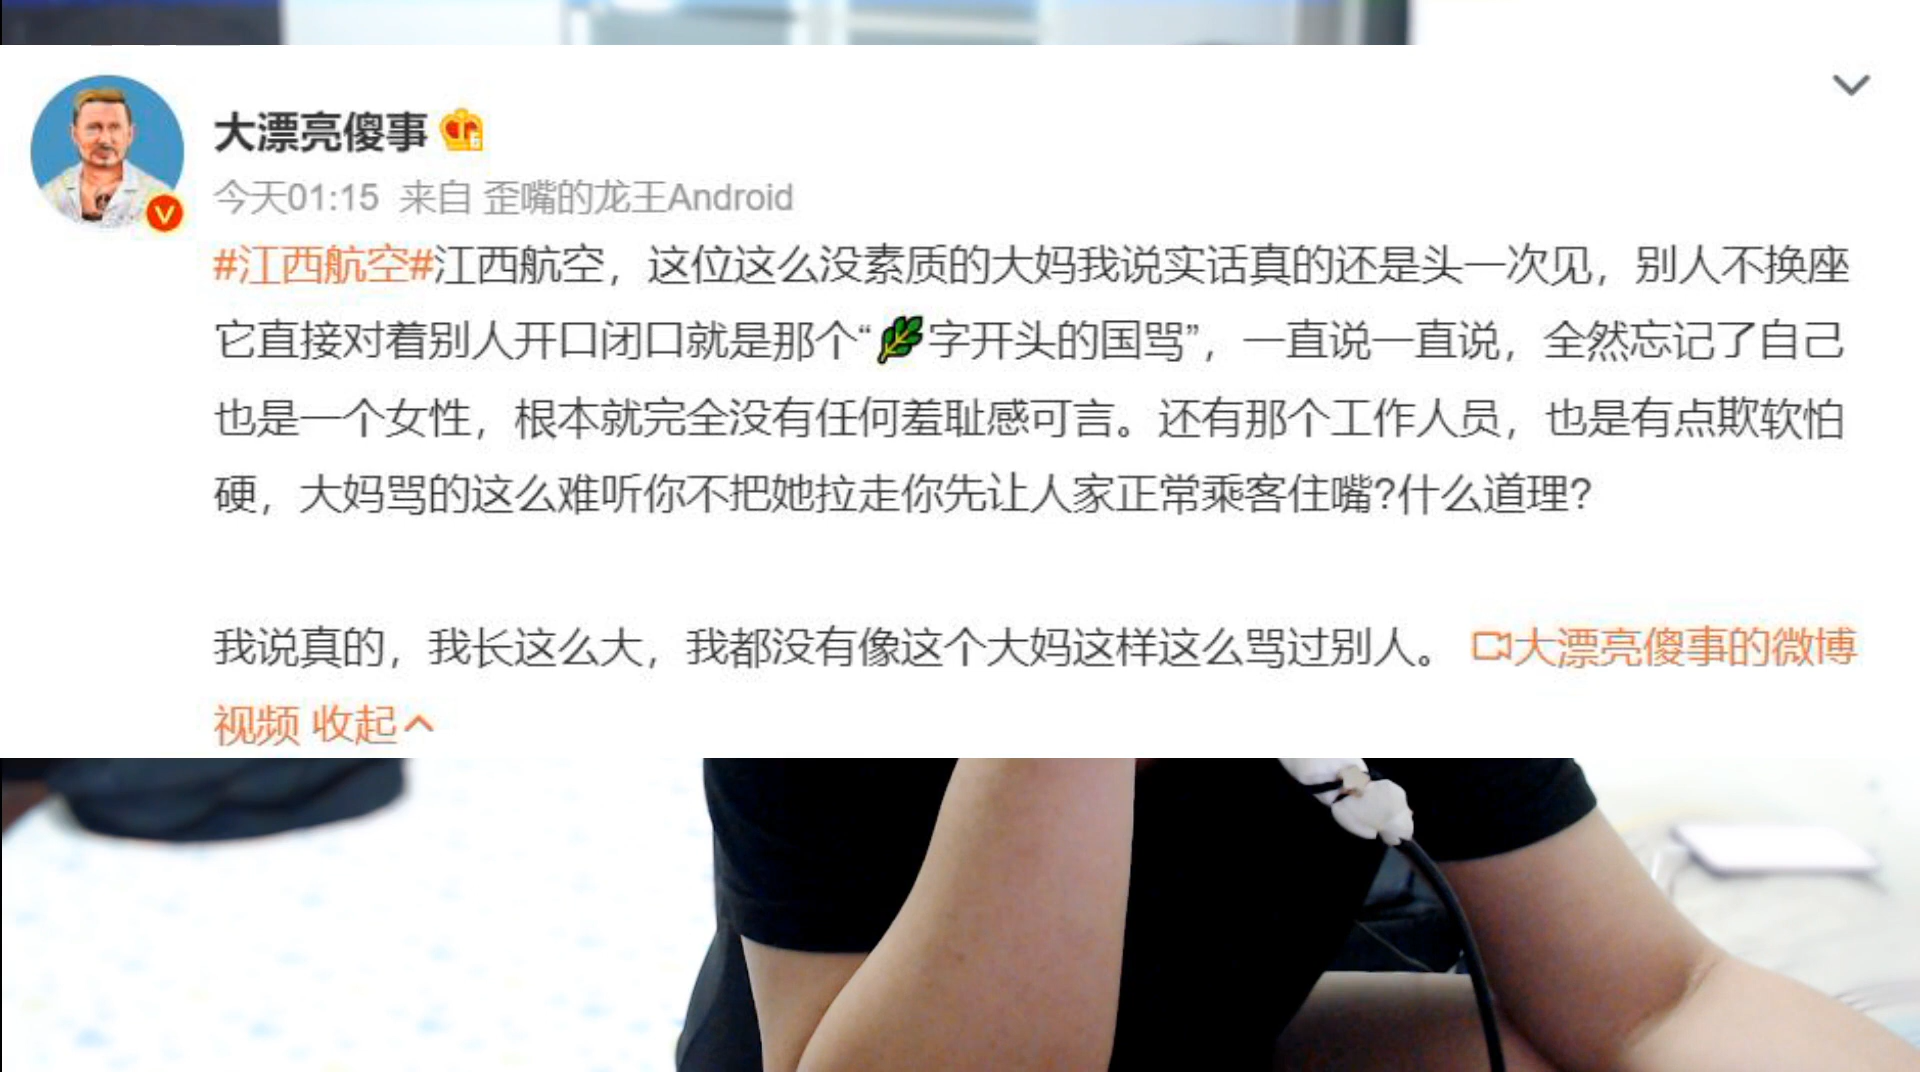 大漂亮傻事
今天01:15 来自 歪嘴的龙王Android
#江西航空#江西航空，这位这么没素质的大妈我说实话真的还是头一次见，别人不换座
它直接对着别人开口闭口就是那个“🌿字开头的国骂”，一直说一直说，全然忘记了自己
也是一个女性，根本就完全没有任何羞耻感可言。还有那个工作人员，也是有点欺软怕
硬，大妈骂的这么难听你不把她拉走你先让人家正常乘客住嘴?什么道理?
我说真的，我长这么大，我都没有像这个大妈这样这么骂过别人。 大漂亮傻事的微博
视频 收起